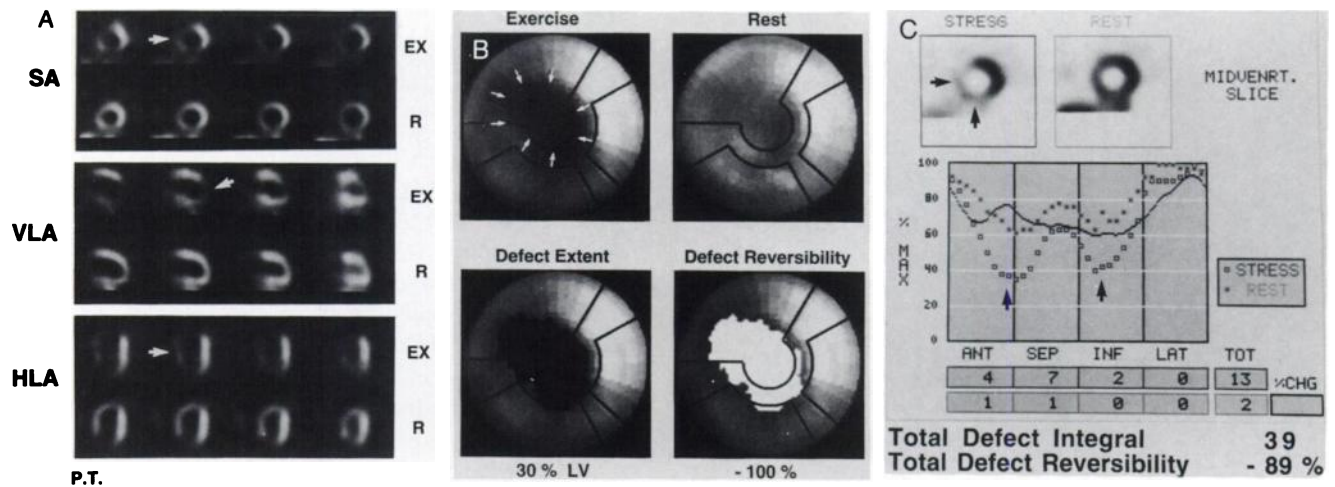 A
SA
EX
R
VLA
EX
R
HLA
EX
R
P.T.
B
Exercise
Rest
Defect Extent
Defect Reversibility
30 % LV
- 100 %
C
STRESS
REST
MIDVENRT.
SLICE
% MAX
100
80
60
40
20
0
□ STRESS
* REST
ANT SEP INF LAT TOT
4 7 2 0 13 %CHG
1 1 0 0 2
Total Defect Integral 39
Total Defect Reversibility - 89 %